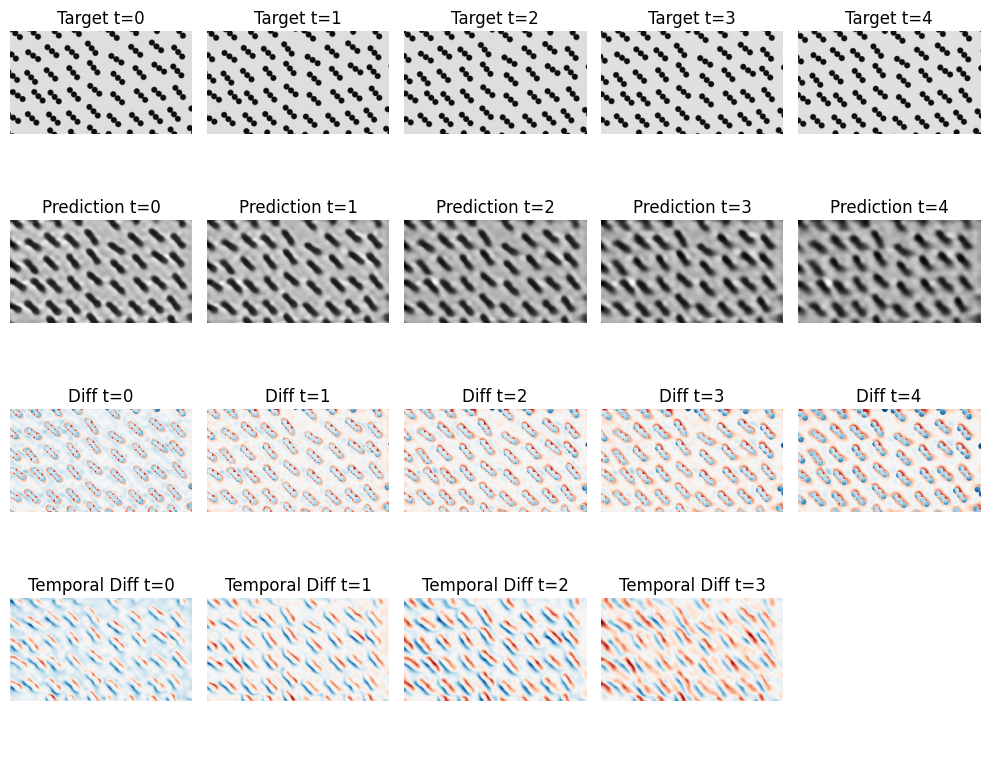 Target t=0
Target t=1
Target t=2
Target t=3
Target t=4
Prediction t=0
Prediction t=1
Prediction t=2
Prediction t=3
Prediction t=4
Diff t=0
Diff t=1
Diff t=2
Diff t=3
Diff t=4
Temporal Diff t=0
Temporal Diff t=1
Temporal Diff t=2
Temporal Diff t=3